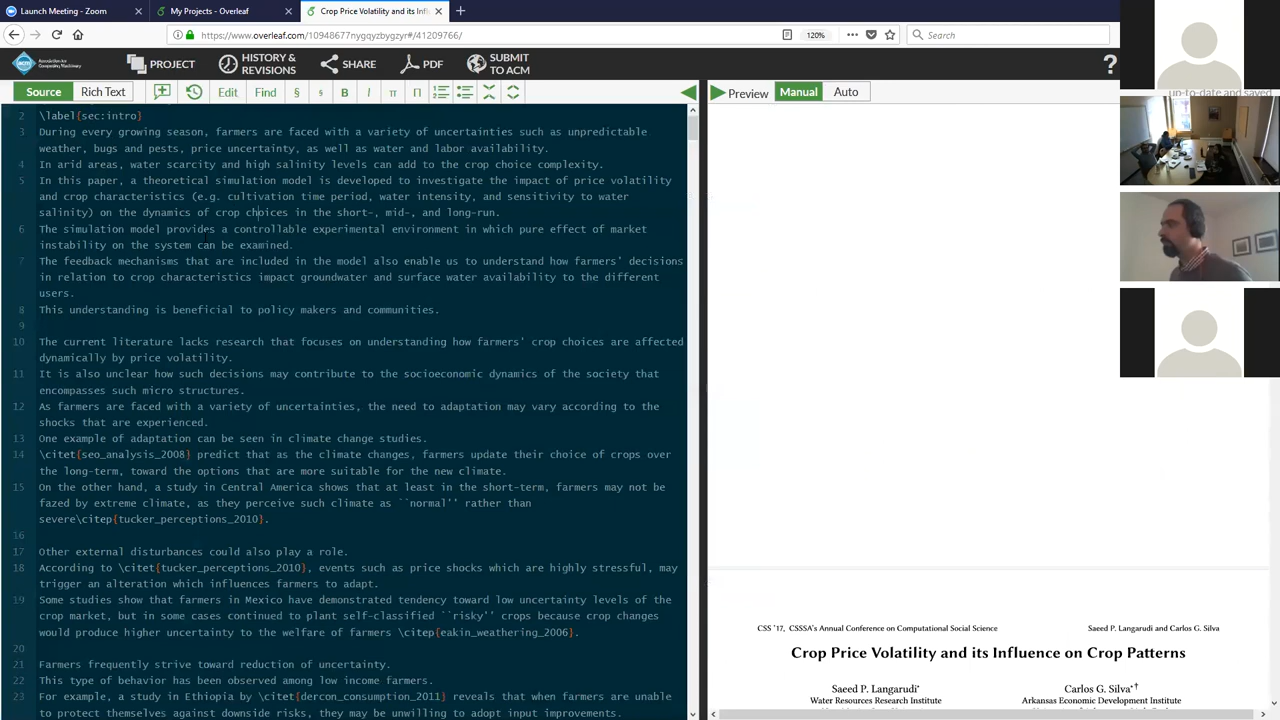 Launch Meeting - Zoom
My Projects - Overleaf
Crop Price Volatility and its Infl
https://www.overleaf.com/10948677nygqyzbygzyr#/41209766/
120%
Search
PROJECT
HISTORY & REVISIONS
SHARE
PDF
SUBMIT TO ACM
?
Source
Rich Text
Edit
Find
§
§
B
I
π
Π
Preview
Manual
Auto
up-to-date and saved
2 \label{sec:intro}
3 During every growing season, farmers are faced with a variety of uncertainties such as unpredictable
weather, bugs and pests, price uncertainty, as well as water and labor availability.
4 In arid areas, water scarcity and high salinity levels can add to the crop choice complexity.
5 In this paper, a theoretical simulation model is developed to investigate the impact of price volatility
and crop characteristics (e.g. cultivation time period, water intensity, and sensitivity to water
salinity) on the dynamics of crop choices in the short-, mid-, and long-run.
6 The simulation model provides a controllable experimental environment in which pure effect of market
instability on the system can be examined.
7 The feedback mechanisms that are included in the model also enable us to understand how farmers' decisions
in relation to crop characteristics impact groundwater and surface water availability to the different
users.
8 This understanding is beneficial to policy makers and communities.
9
10 The current literature lacks research that focuses on understanding how farmers' crop choices are affected
dynamically by price volatility.
11 It is also unclear how such decisions may contribute to the socioeconomic dynamics of the society that
encompasses such micro structures.
12 As farmers are faced with a variety of uncertainties, the need to adaptation may vary according to the
shocks that are experienced.
13 One example of adaptation can be seen in climate change studies.
14 \citet{seo_analysis_2008} predict that as the climate changes, farmers update their choice of crops over
the long-term, toward the options that are more suitable for the new climate.
15 On the other hand, a study in Central America shows that at least in the short-term, farmers may not be
fazed by extreme climate, as they perceive such climate as ``normal'' rather than
severe\citep{tucker_perceptions_2010}.
16
17 Other external disturbances could also play a role.
18 According to \citet{tucker_perceptions_2010}, events such as price shocks which are highly stressful, may
trigger an alteration which influences farmers to adapt.
19 Some studies show that farmers in Mexico have demonstrated tendency toward low uncertainty levels of the
crop market, but in some cases continued to plant self-classified ``risky'' crops because crop changes
would produce higher uncertainty to the welfare of farmers \citep{eakin_weathering_2006}.
20
21 Farmers frequently strive toward reduction of uncertainty.
22 This type of behavior has been observed among low income farmers.
23 For example, a study in Ethiopia by \citet{dercon_consumption_2011} reveals that when farmers are unable
to protect themselves against downside risks, they may be unwilling to adopt input improvements.
CSS '17, CSSSA's Annual Conference on Computational Social Science
Saeed P. Langarudi and Carlos G. Silva
Crop Price Volatility and its Influence on Crop Patterns
Saeed P. Langarudi*
Carlos G. Silva*†
Water Resources Research Institute
Arkansas Economic Development Institute